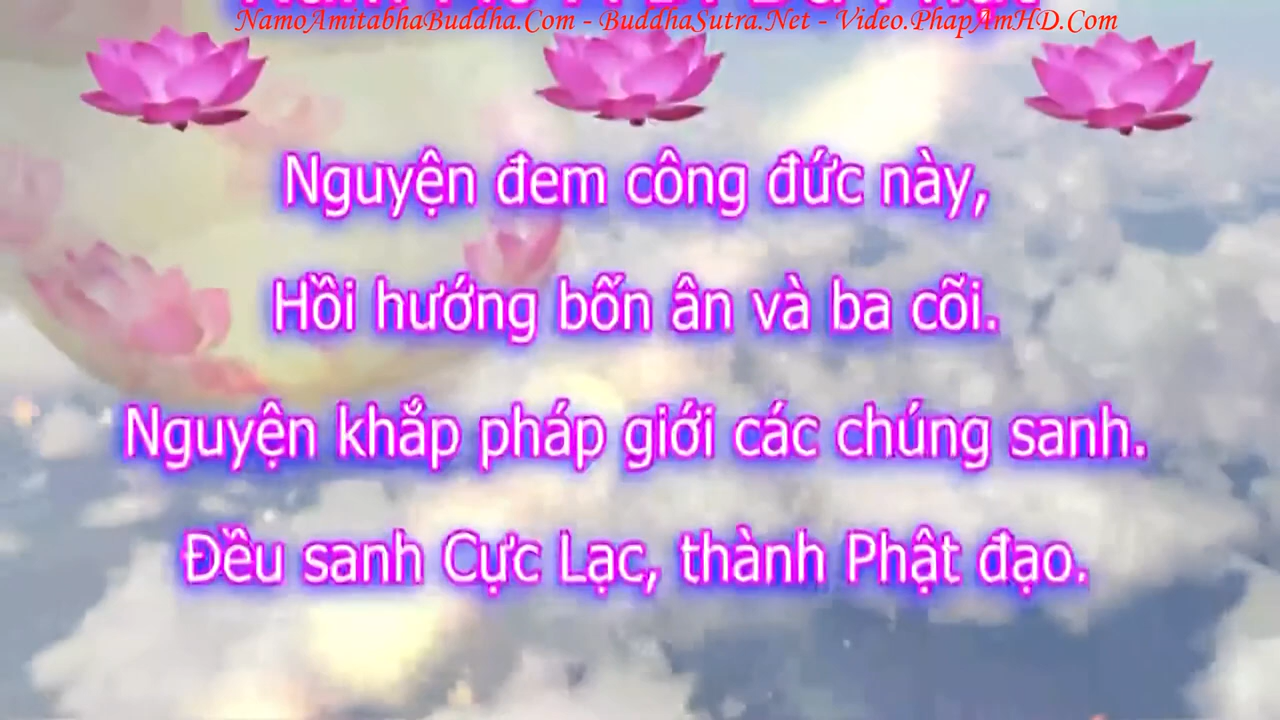 NamoAmitabhaBuddha.Com - BuddhaSutra.Net - Video.PhapAmHD.Com
Nguyện đem công đức này,
Hồi hướng bốn ân và ba cõi.
Nguyện khắp pháp giới các chúng sanh.
Đều sanh Cực Lạc, thành Phật đạo.